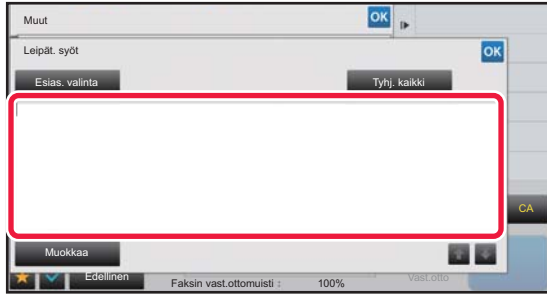 Muut OK
Leipät. syöt OK
Esias. valinta Tyhj. kaikki
CA
Muokkaa
Edellinen Vast.otto
Faksin vast.ottomuisti : 100%